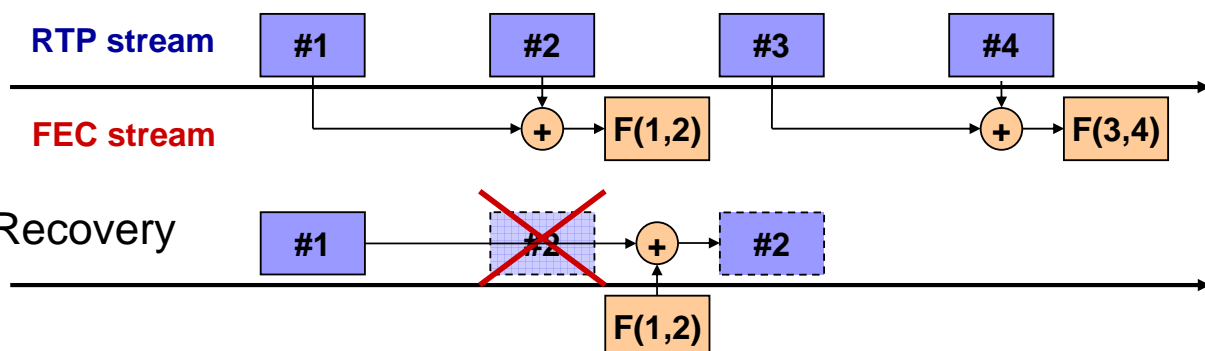 RTP stream #1 #2 #3 #4
FEC stream + F(1,2) + F(3,4)
Recovery #1 #2 + #2
F(1,2)